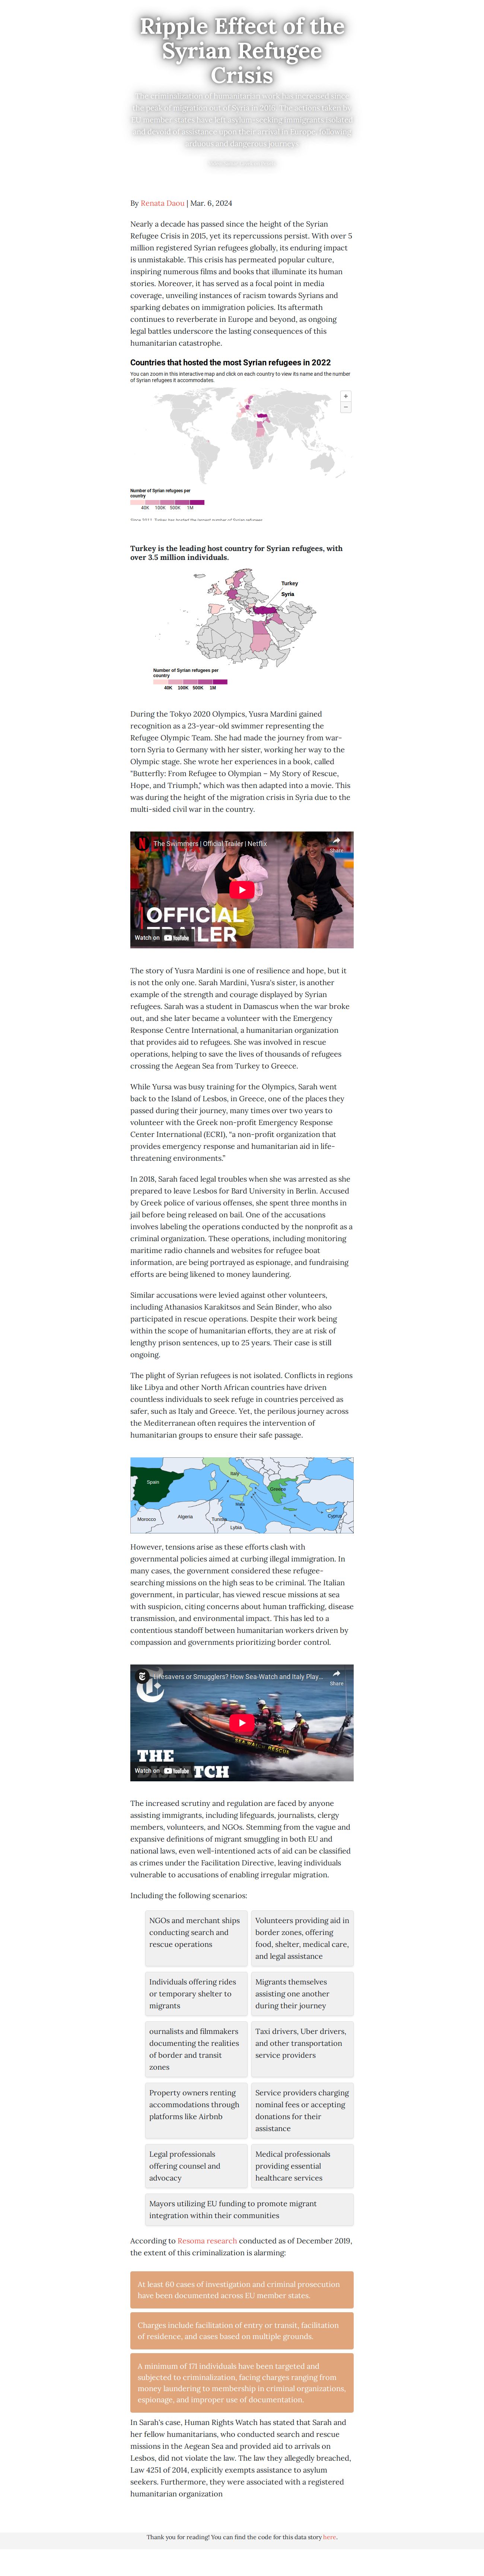 Ripple Effect of the
Syrian Refugee
Crisis
The criminalization of humanitarian work has increased since
the peak of migration out of Syria in 2015. The actions taken by
EU member states have left asylum-seeking immigrants isolated
and devoid of assistance upon their arrival in Europe, following
arduous and dangerous journeys
By Renata Daou | Mar. 6, 2024
Nearly a decade has passed since the height of the Syrian
Refugee Crisis in 2015, yet its repercussions persist. With over 5
million registered Syrian refugees globally, its enduring impact
is unmistakable. This crisis has permeated popular culture,
inspiring numerous films and books that illuminate its human
stories. Moreover, it has served as a focal point in media
coverage, unveiling instances of racism towards Syrians and
sparking debates on immigration policies. Its aftermath
continues to reverberate in Europe and beyond, as ongoing
legal battles underscore the lasting consequences of this
humanitarian catastrophe.
Countries that hosted the most Syrian refugees in 2022
You can zoom in this interactive map and click on each country to view its name and the number
of Syrian refugees it accommodates.
+
−
Number of Syrian refugees per
country
40K 100K 500K 1M
Since 2011, Turkey has hosted the largest number of Syrian refugees
Turkey is the leading host country for Syrian refugees, with
over 3.5 million individuals.
Turkey
Syria
Number of Syrian refugees per
country
40K 100K 500K 1M
During the Tokyo 2020 Olympics, Yusra Mardini gained
recognition as a 23-year-old swimmer representing the
Refugee Olympic Team. She had made the journey from war-
torn Syria to Germany with her sister, working her way to the
Olympic stage. She wrote her experiences in a book, called
"Butterfly: From Refugee to Olympian – My Story of Rescue,
Hope, and Triumph," which was then adapted into a movie. This
was during the height of the migration crisis in Syria due to the
multi-sided civil war in the country.
The Swimmers | Official Trailer | Netflix
Share
OFFICIAL
TRAILER
Watch on YouTube
The story of Yusra Mardini is one of resilience and hope, but it
is not the only one. Sarah Mardini, Yusra's sister, is another
example of the strength and courage displayed by Syrian
refugees. Sarah was a student in Damascus when the war broke
out, and she later became a volunteer with the Emergency
Response Centre International, a humanitarian organization
that provides aid to refugees. She was involved in rescue
operations, helping to save the lives of thousands of refugees
crossing the Aegean Sea from Turkey to Greece.
While Yursa was busy training for the Olympics, Sarah went
back to the Island of Lesbos, in Greece, one of the places they
passed during their journey, many times over two years to
volunteer with the Greek non-profit Emergency Response
Center International (ECRI), "a non-profit organization that
provides emergency response and humanitarian aid in life-
threatening environments."
In 2018, Sarah faced legal troubles when she was arrested as she
prepared to leave Lesbos for Bard University in Berlin. Accused
by Greek police of various offenses, she spent three months in
jail before being released on bail. One of the accusations
involves labeling the operations conducted by the nonprofit as a
criminal organization. These operations, including monitoring
maritime radio channels and websites for refugee boat
information, are being portrayed as espionage, and fundraising
efforts are being likened to money laundering.
Similar accusations were levied against other volunteers,
including Athanasios Karakitsos and Seán Binder, who also
participated in rescue operations. Despite their work being
within the scope of humanitarian efforts, they are at risk of
lengthy prison sentences, up to 25 years. Their case is still
ongoing.
The plight of Syrian refugees is not isolated. Conflicts in regions
like Libya and other North African countries have driven
countless individuals to seek refuge in countries perceived as
safer, such as Italy and Greece. Yet, the perilous journey across
the Mediterranean often requires the intervention of
humanitarian groups to ensure their safe passage.
Spain
Italy
Greece
Malta
Cyprus
Morocco
Algeria
Tunisia
Lybia
However, tensions arise as these efforts clash with
governmental policies aimed at curbing illegal immigration. In
many cases, the government considered these refugee-
searching missions on the high seas to be criminal. The Italian
government, in particular, has viewed rescue missions at sea
with suspicion, citing concerns about human trafficking, disease
transmission, and environmental impact. This has led to a
contentious standoff between humanitarian workers driven by
compassion and governments prioritizing border control.
Lifesavers or Smugglers? How Sea-Watch and Italy Play...
Share
SEA-WATCH RESCUE
THE
DISPATCH
Watch on YouTube
The increased scrutiny and regulation are faced by anyone
assisting immigrants, including lifeguards, journalists, clergy
members, volunteers, and NGOs. Stemming from the vague and
expansive definitions of migrant smuggling in both EU and
national laws, even well-intentioned acts of aid can be classified
as crimes under the Facilitation Directive, leaving individuals
vulnerable to accusations of enabling irregular migration.
Including the following scenarios:
NGOs and merchant ships
conducting search and
rescue operations
Volunteers providing aid in
border zones, offering
food, shelter, medical care,
and legal assistance
Individuals offering rides
or temporary shelter to
migrants
Migrants themselves
assisting one another
during their journey
ournalists and filmmakers
documenting the realities
of border and transit
zones
Taxi drivers, Uber drivers,
and other transportation
service providers
Property owners renting
accommodations through
platforms like Airbnb
Service providers charging
nominal fees or accepting
donations for their
assistance
Legal professionals
offering counsel and
advocacy
Medical professionals
providing essential
healthcare services
Mayors utilizing EU funding to promote migrant
integration within their communities
According to Resoma research conducted as of December 2019,
the extent of this criminalization is alarming:
At least 60 cases of investigation and criminal prosecution
have been documented across EU member states.
Charges include facilitation of entry or transit, facilitation
of residence, and cases based on multiple grounds.
A minimum of 171 individuals have been targeted and
subjected to criminalization, facing charges ranging from
money laundering to membership in criminal organizations,
espionage, and improper use of documentation.
In Sarah's case, Human Rights Watch has stated that Sarah and
her fellow humanitarians, who conducted search and rescue
missions in the Aegean Sea and provided aid to arrivals on
Lesbos, did not violate the law. The law they allegedly breached,
Law 4251 of 2014, explicitly exempts assistance to asylum
seekers. Furthermore, they were associated with a registered
humanitarian organization
Thank you for reading! You can find the code for this data story here.